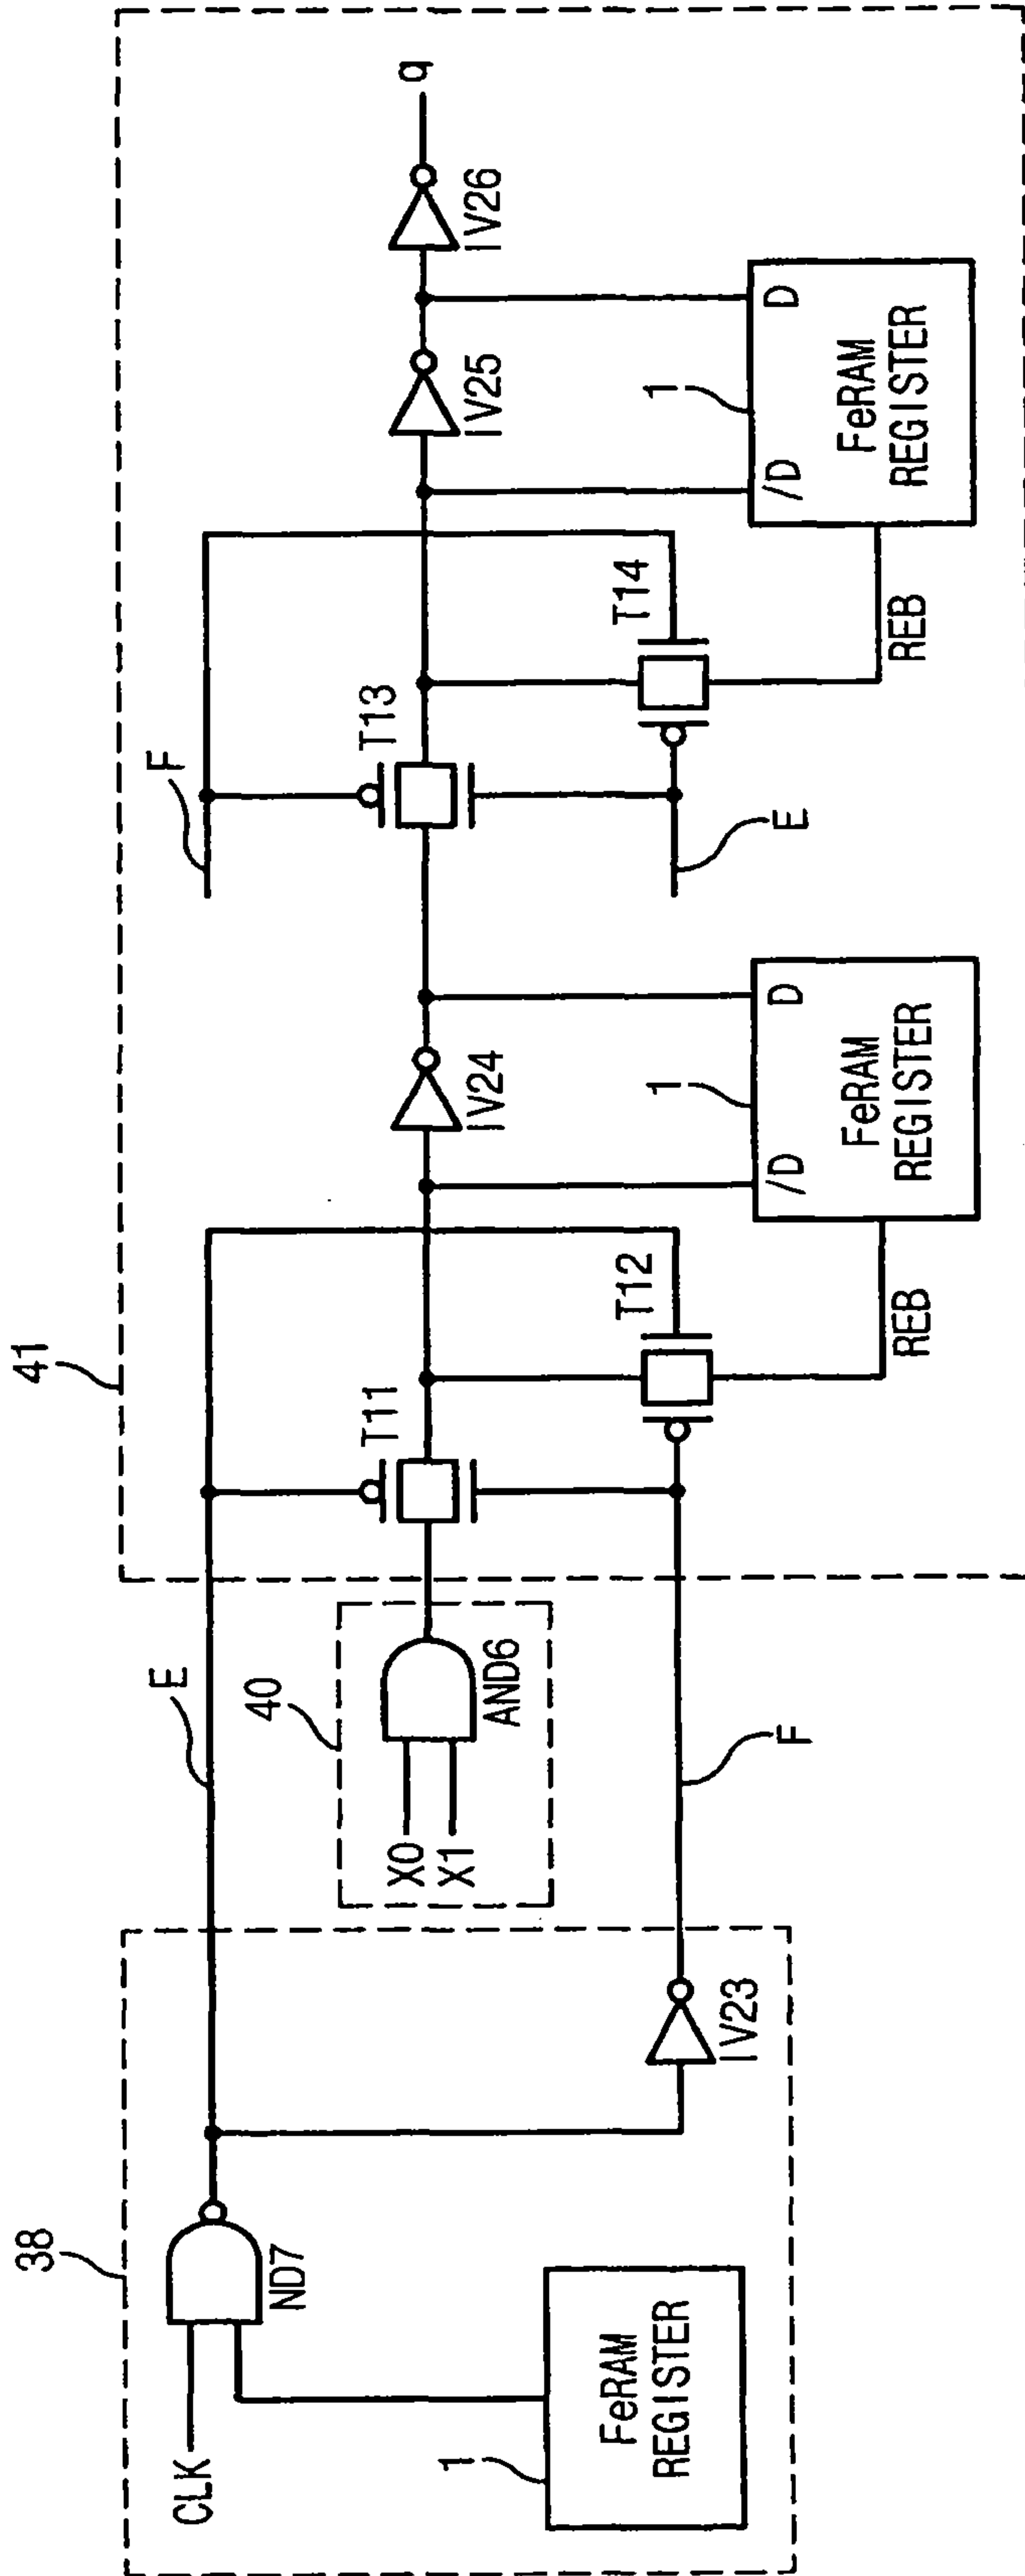 38
CLK
ND7
1
FeRAM
REGISTER
IV23
E
40
X0
X1
AND6
F
41
T11
T12
REB
IV24
/D
D
1
FeRAM
REGISTER
F
T13
E
T14
REB
IV25
IV26
q
/D
D
1
FeRAM
REGISTER